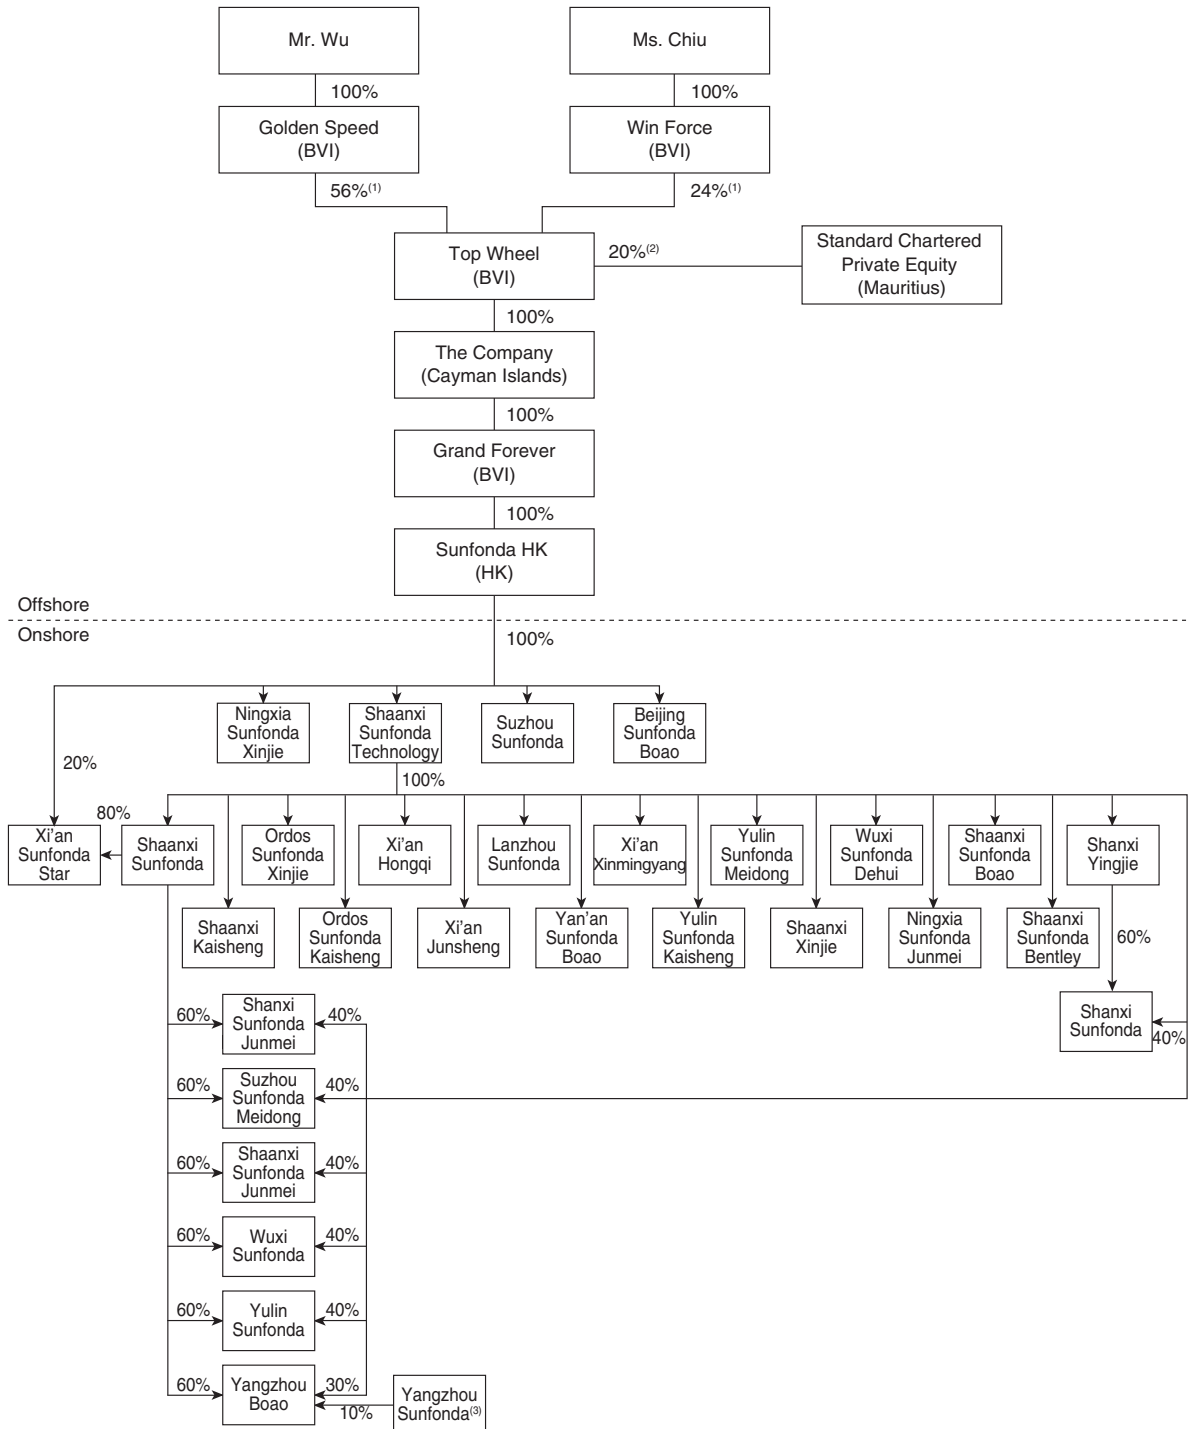 Mr. Wu
Ms. Chiu
100%
100%
Golden Speed
(BVI)
Win Force
(BVI)
56%(1)
24%(1)
Top Wheel
(BVI)
20%(2)
Standard Chartered
Private Equity
(Mauritius)
100%
The Company
(Cayman Islands)
100%
Grand Forever
(BVI)
100%
Sunfonda HK
(HK)
Offshore
Onshore
100%
Ningxia
Sunfonda
Xinjie
Shaanxi
Sunfonda
Technology
Suzhou
Sunfonda
Beijing
Sunfonda
Boao
20%
100%
80%
Xi'an
Sunfonda
Star
Shaanxi
Sunfonda
Ordos
Sunfonda
Xinjie
Xi'an
Hongqi
Lanzhou
Sunfonda
Xi'an
Xinmingyang
Yulin
Sunfonda
Meidong
Wuxi
Sunfonda
Dehui
Shaanxi
Sunfonda
Boao
Shanxi
Yingjie
Shaanxi
Kaisheng
Ordos
Sunfonda
Kaisheng
Xi'an
Junsheng
Yan'an
Sunfonda
Boao
Yulin
Sunfonda
Kaisheng
Shaanxi
Xinjie
Ningxia
Sunfonda
Junmei
Shaanxi
Sunfonda
Bentley
60%
Shanxi
Sunfonda
40%
60%
Shanxi
Sunfonda
Junmei
40%
60%
Suzhou
Sunfonda
Meidong
40%
60%
Shaanxi
Sunfonda
Junmei
40%
60%
Wuxi
Sunfonda
40%
60%
Yulin
Sunfonda
40%
60%
Yangzhou
Boao
30%
10%
Yangzhou
Sunfonda(3)